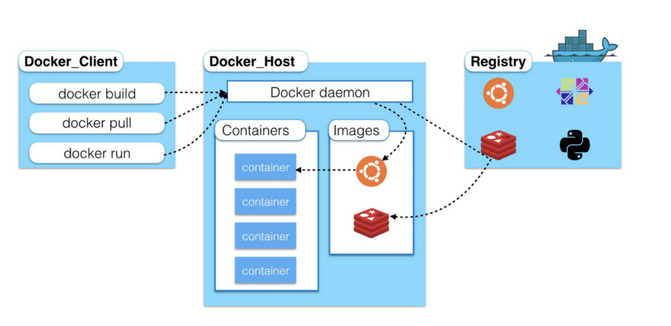 Docker_Client
docker build
docker pull
docker run
Docker_Host
Docker daemon
Containers
container
container
container
container
Images
Registry